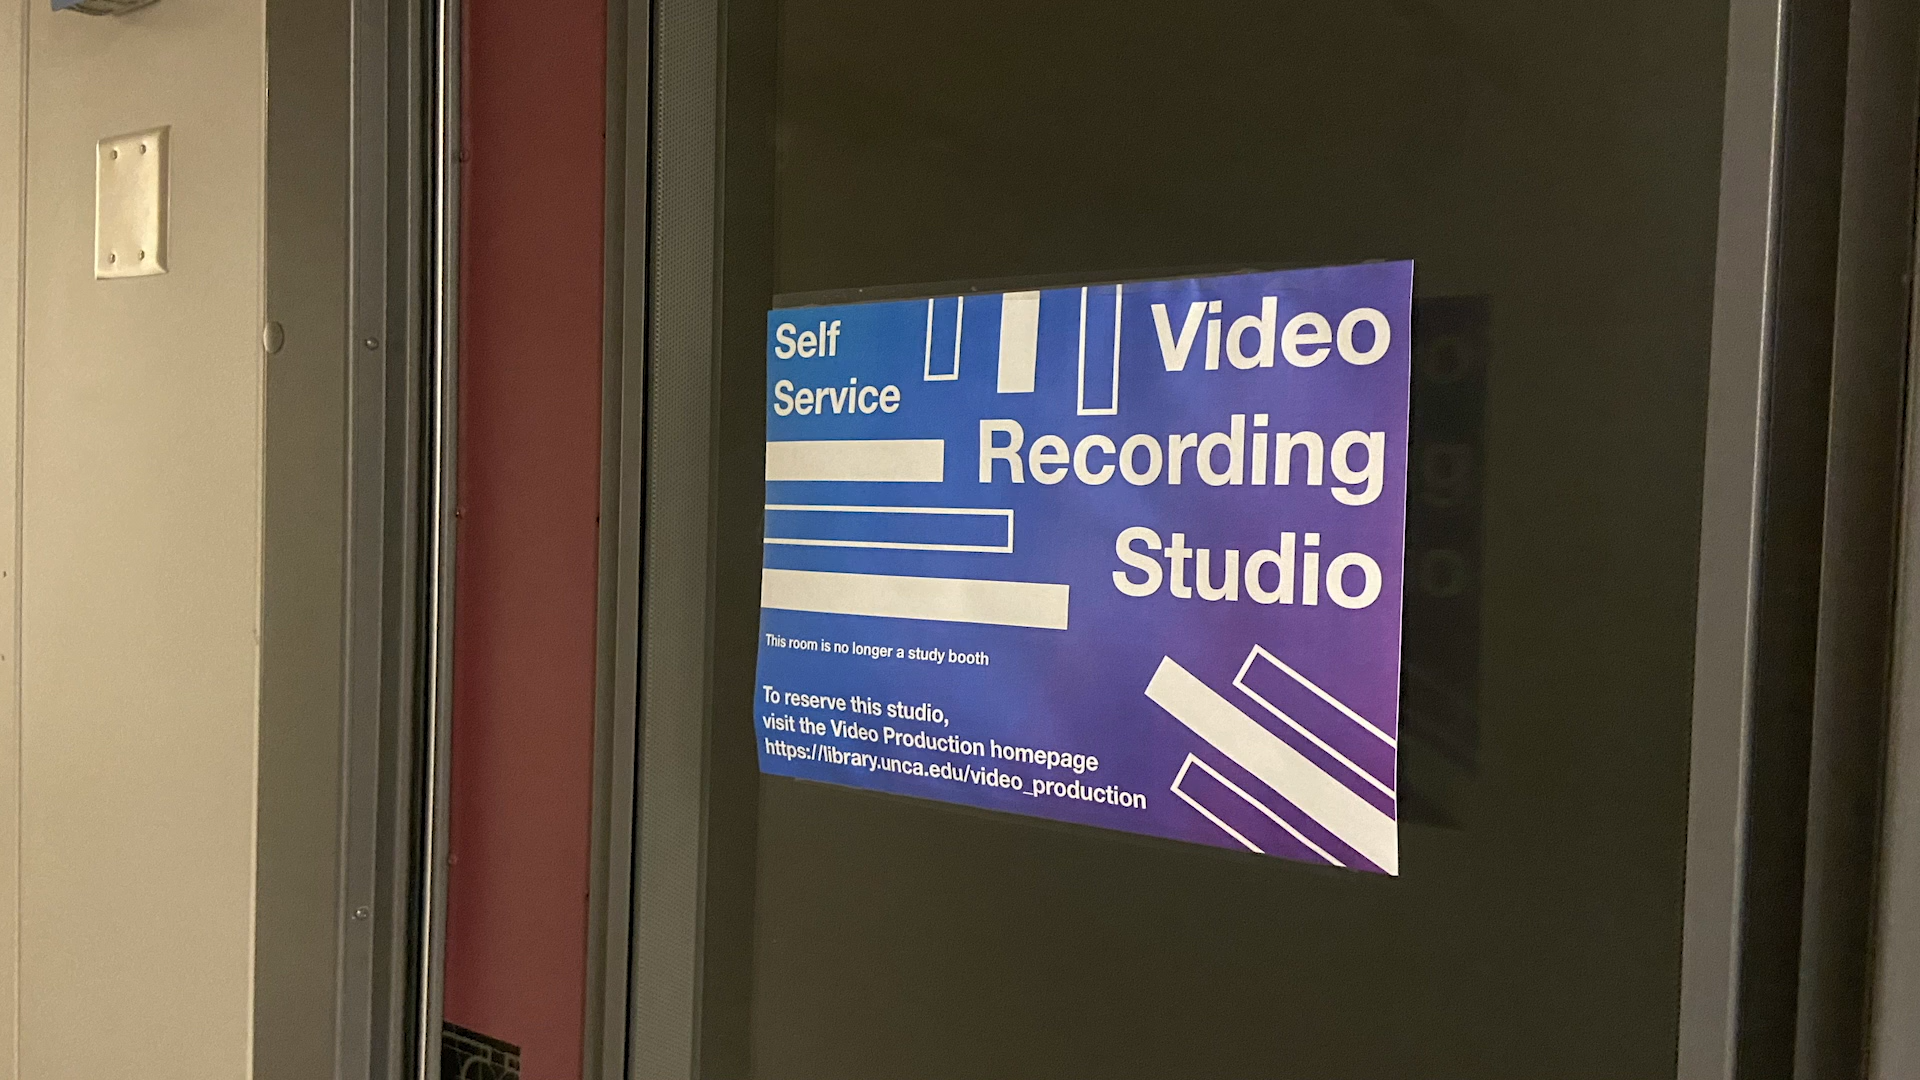 Self
Service
Video
Recording
Studio
This room is no longer a study booth
To reserve this studio,
visit the Video Production homepage
https://library.unca.edu/video_production